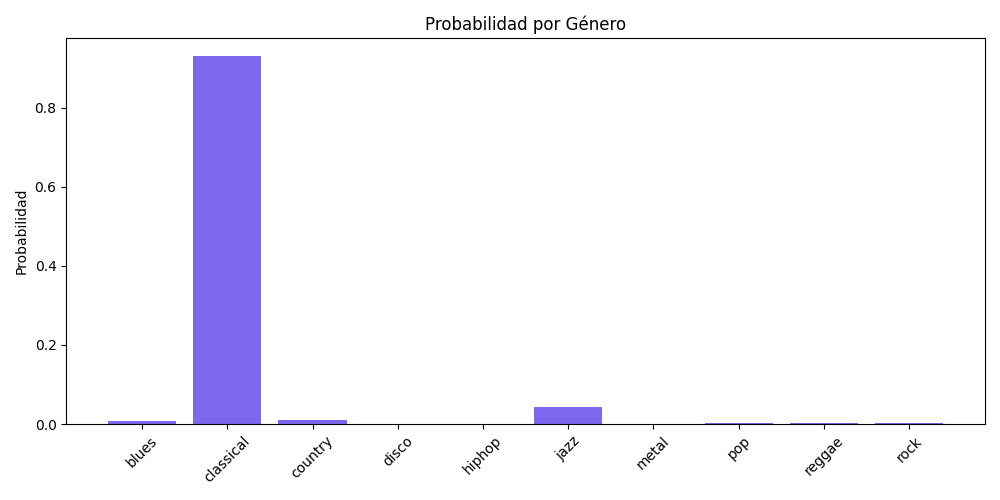 Probabilidad por Género
Probabilidad
0.8
0.6
0.4
0.2
0.0
blues
classical
country
disco
hiphop
jazz
metal
pop
reggae
rock